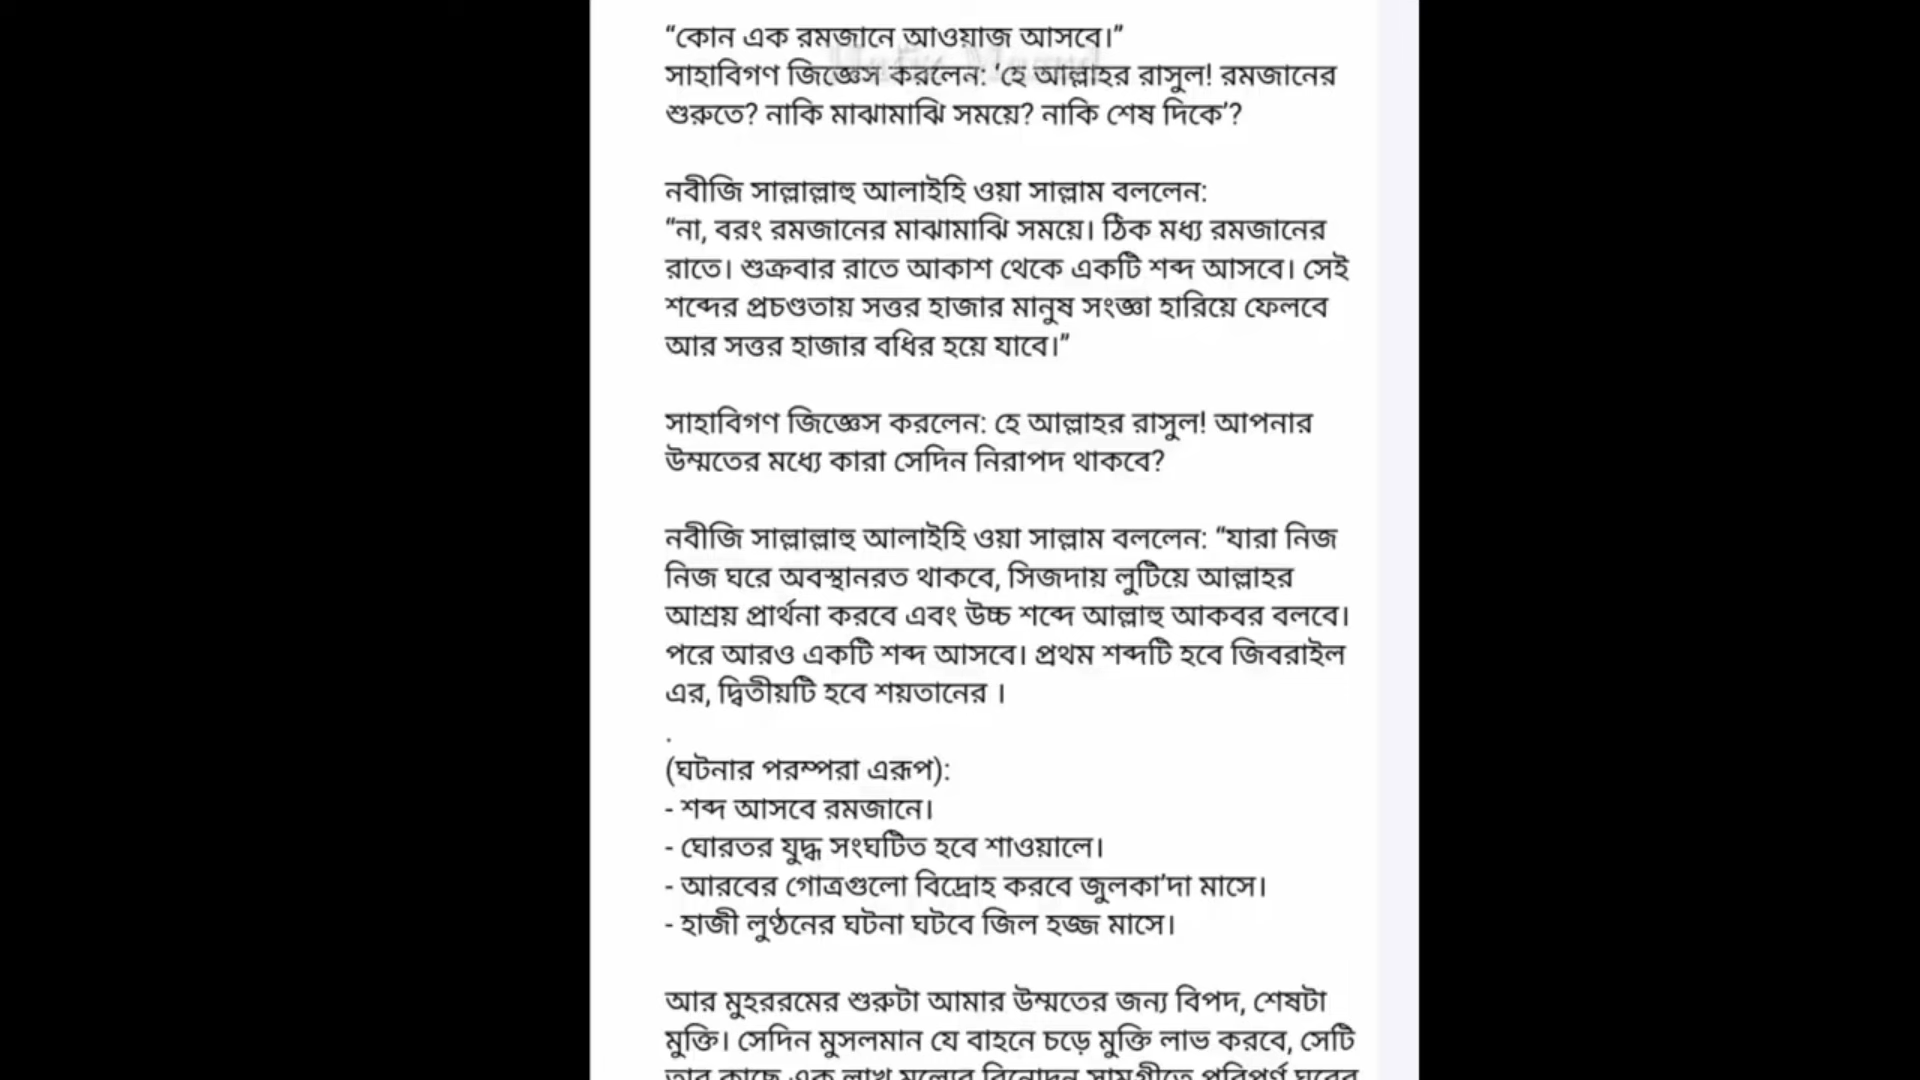 “কোন এক রমজানে আওয়াজ আসবে।”
সাহাবিগণ জিজ্ঞেস করলেন: ‘হে আল্লাহর রাসুল! রমজানের
শুরুতে? নাকি মাঝামাঝি সময়ে? নাকি শেষ দিকে’?
নবীজি সাল্লাল্লাহু আলাইহি ওয়া সাল্লাম বললেন:
“না, বরং রমজানের মাঝামাঝি সময়ে। ঠিক মধ্য রমজানের
রাতে। শুক্রবার রাতে আকাশ থেকে একটি শব্দ আসবে। সেই
শব্দের প্রচণ্ডতায় সত্তর হাজার মানুষ সংজ্ঞা হারিয়ে ফেলবে
আর সত্তর হাজার বধির হয়ে যাবে।”
সাহাবিগণ জিজ্ঞেস করলেন: হে আল্লাহর রাসুল! আপনার
উম্মতের মধ্যে কারা সেদিন নিরাপদ থাকবে?
নবীজি সাল্লাল্লাহু আলাইহি ওয়া সাল্লাম বললেন: “যারা নিজ
নিজ ঘরে অবস্থানরত থাকবে, সিজদায় লুটিয়ে আল্লাহর
আশ্রয় প্রার্থনা করবে এবং উচ্চ শব্দে আল্লাহু আকবর বলবে।
পরে আরও একটি শব্দ আসবে। প্রথম শব্দটি হবে জিবরাইল
এর, দ্বিতীয়টি হবে শয়তানের ।
.
(ঘটনার পরম্পরা এরূপ):
- শব্দ আসবে রমজানে।
- ঘোরতর যুদ্ধ সংঘটিত হবে শাওয়ালে।
- আরবের গোত্রগুলো বিদ্রোহ করবে জুলকা’দা মাসে।
- হাজী লুণ্ঠনের ঘটনা ঘটবে জিল হজ্জ মাসে।
আর মুহররমের শুরুটা আমার উম্মতের জন্য বিপদ, শেষটা
মুক্তি। সেদিন মুসলমান যে বাহনে চড়ে মুক্তি লাভ করবে, সেটি
তার কাছে এক লাখ মূল্যের বিনোদন সামগ্রীতে পরিপূর্ণ ঘরের